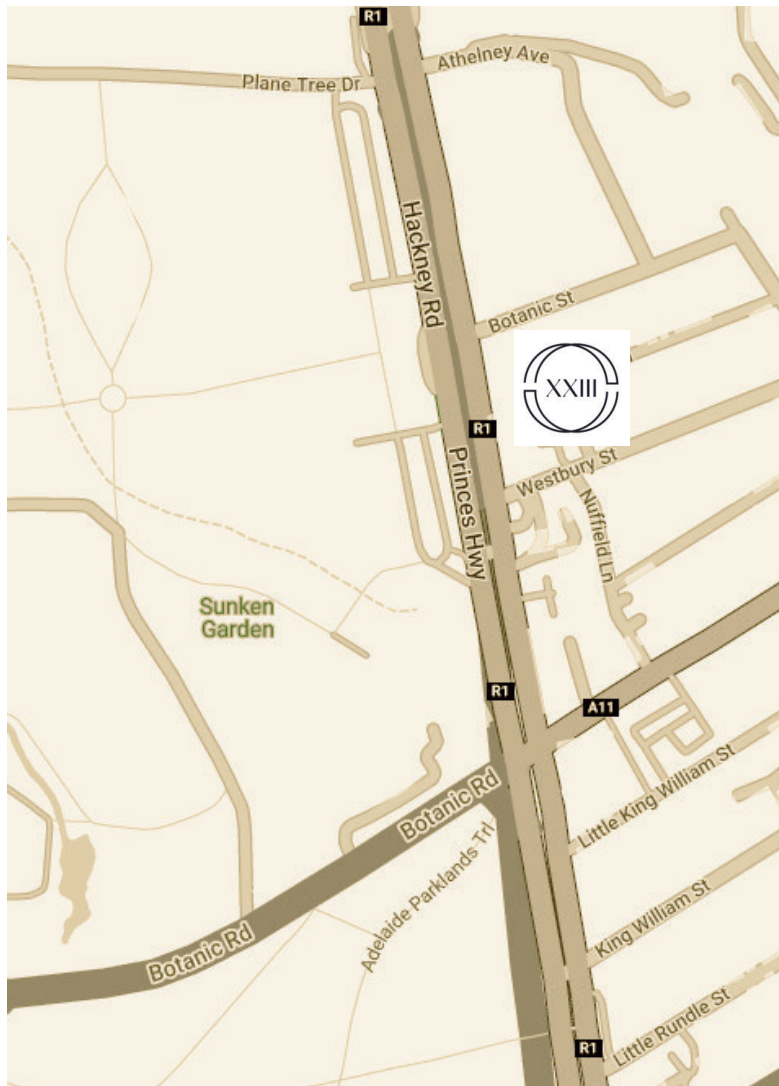 R1
Athelney Ave
Plane Tree Dr
Hackney Rd
Botanic St
XXIII
R1
Princes Hwy
Westbury St
Nuffield Ln
Sunken
Garden
R1
A11
Botanic Rd
Little King William St
Adelaide Parklands Trl
King William St
Botanic Rd
Little Rundle St
R1